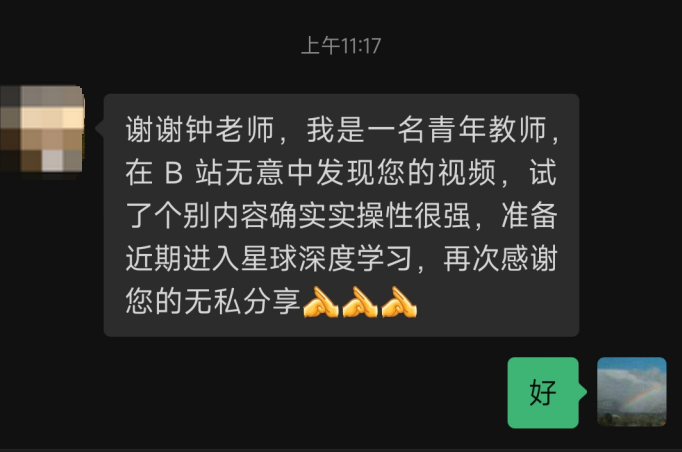 上午11:17
谢谢钟老师，我是一名青年教师，
在 B 站无意中发现您的视频，试
了个别内容确实实操性很强，准备
近期进入星球深度学习，再次感谢
您的无私分享🫴🫴🫴
好